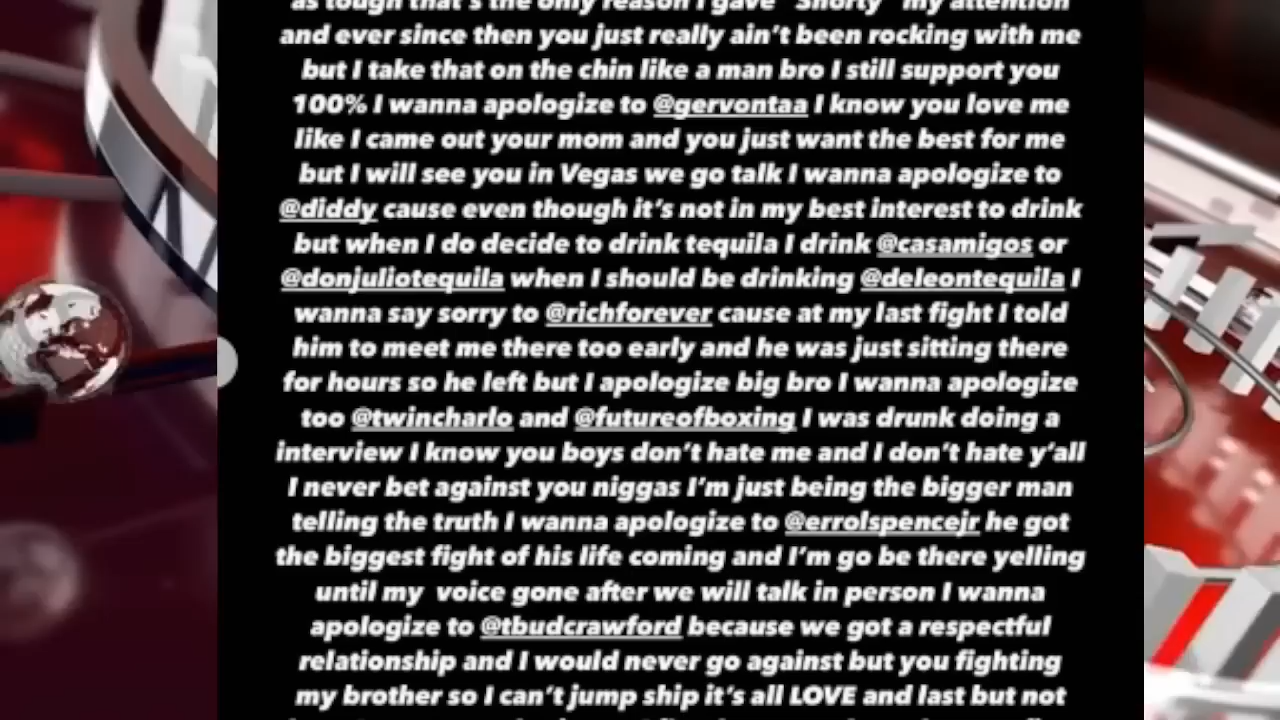 as tough that's the only reason I gave "Shorty" my attention
and ever since then you just really ain't been rocking with me
but I take that on the chin like a man bro I still support you
100% I wanna apologize to @gervontaa I know you love me
like I came out your mom and you just want the best for me
but I will see you in Vegas we go talk I wanna apologize to
@diddy cause even though it's not in my best interest to drink
but when I do decide to drink tequila I drink @casamigos or
@donjuliotequila when I should be drinking @deleontequila I
wanna say sorry to @richforever cause at my last fight I told
him to meet me there too early and he was just sitting there
for hours so he left but I apologize big bro I wanna apologize
too @twincharlo and @futureofboxing I was drunk doing a
interview I know you boys don't hate me and I don't hate y'all
I never bet against you niggas I'm just being the bigger man
telling the truth I wanna apologize to @errolspencejr he got
the biggest fight of his life coming and I'm go be there yelling
until my  voice gone after we will talk in person I wanna
apologize to @tbudcrawford because we got a respectful
relationship and I would never go against but you fighting
my brother so I can't jump ship it's all LOVE and last but not